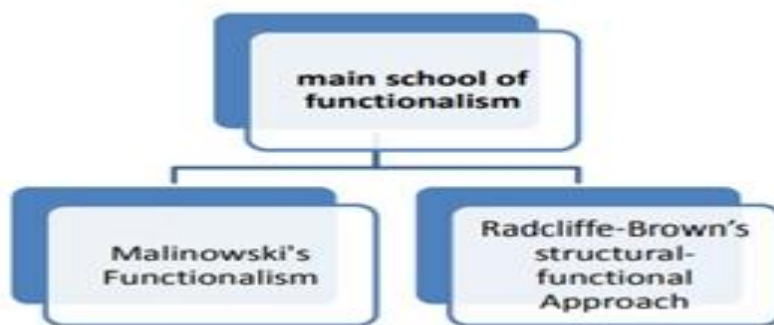 main school of
functionalism
Malinowski's
Functionalism
Radcliffe-Brown's
structural-
functional
Approach